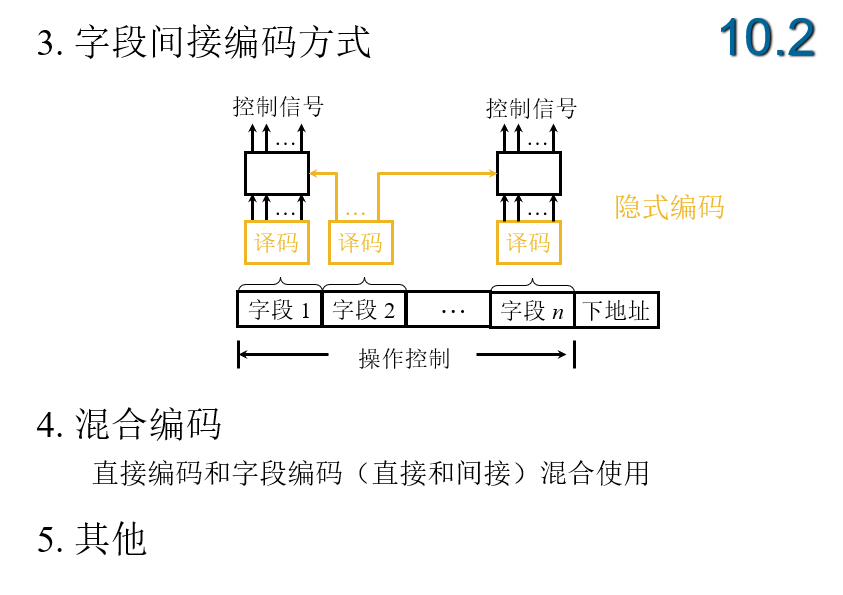 3. 字段间接编码方式
10.2
控制信号
控制信号
…
…
…
…
…
隐式编码
译码
译码
译码
字段 1
字段 2
…
字段 n
下地址
操作控制
4. 混合编码
直接编码和字段编码（直接和间接）混合使用
5. 其他